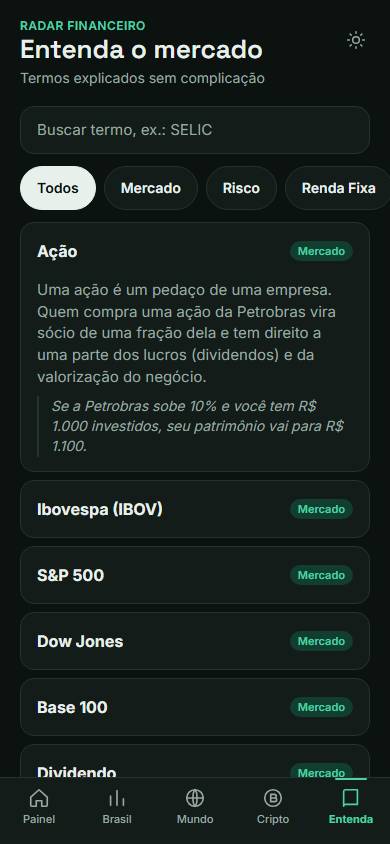 RADAR FINANCEIRO
Entenda o mercado
Termos explicados sem complicação
Buscar termo, ex.: SELIC
Todos
Mercado
Risco
Renda Fixa
Ação
Mercado
Uma ação é um pedaço de uma empresa.
Quem compra uma ação da Petrobras vira
sócio de uma fração dela e tem direito a
uma parte dos lucros (dividendos) e da
valorização do negócio.
Se a Petrobras sobe 10% e você tem R$
1.000 investidos, seu patrimônio vai para R$
1.100.
Ibovespa (IBOV)
Mercado
S&P 500
Mercado
Dow Jones
Mercado
Base 100
Mercado
Dividendo
Mercado
Painel
Brasil
Mundo
Cripto
Entenda